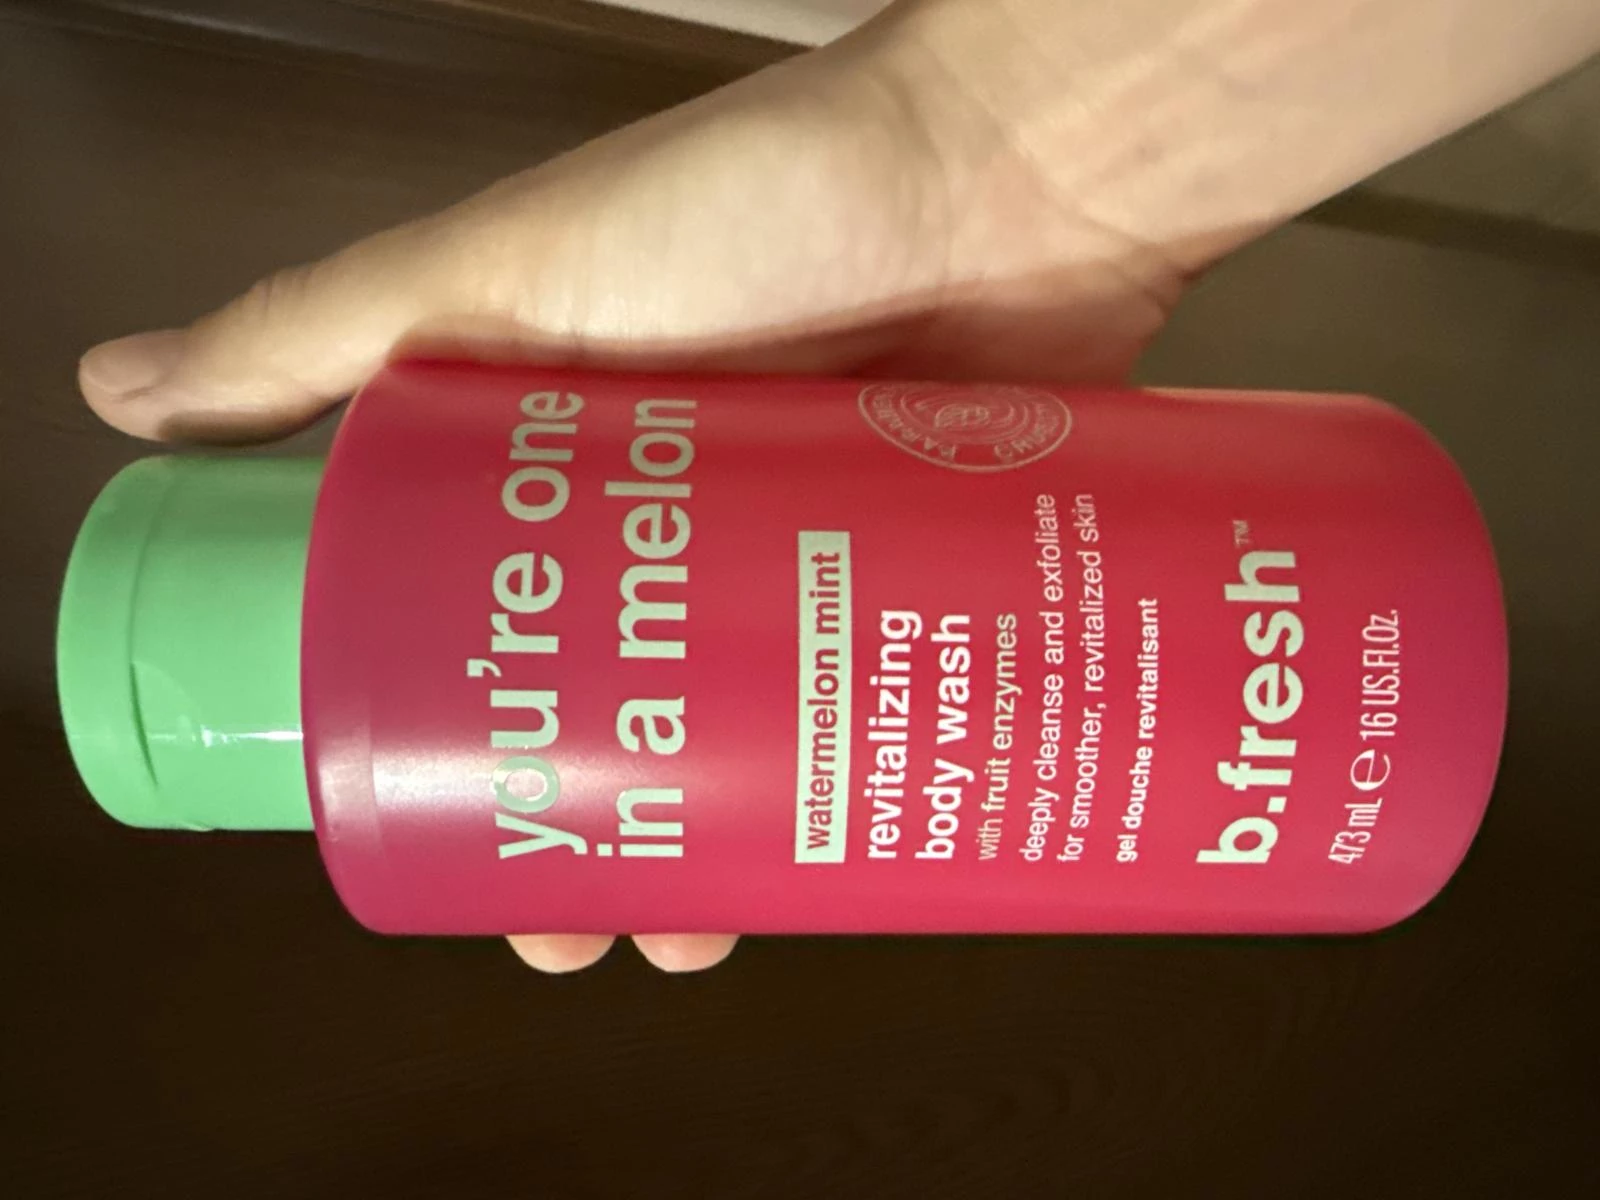 you're one
in a melon
watermelon mint
revitalizing
body wash
with fruit enzymes
deeply cleanse and exfoliate
for smoother, revitalized skin
gel douche revitalisant
b.fresh™
473 mL e 16 US.Fl.Oz.